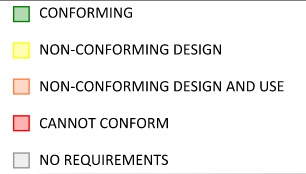 CONFORMING
NON-CONFORMING DESIGN
NON-CONFORMING DESIGN AND USE
CANNOT CONFORM
NO REQUIREMENTS